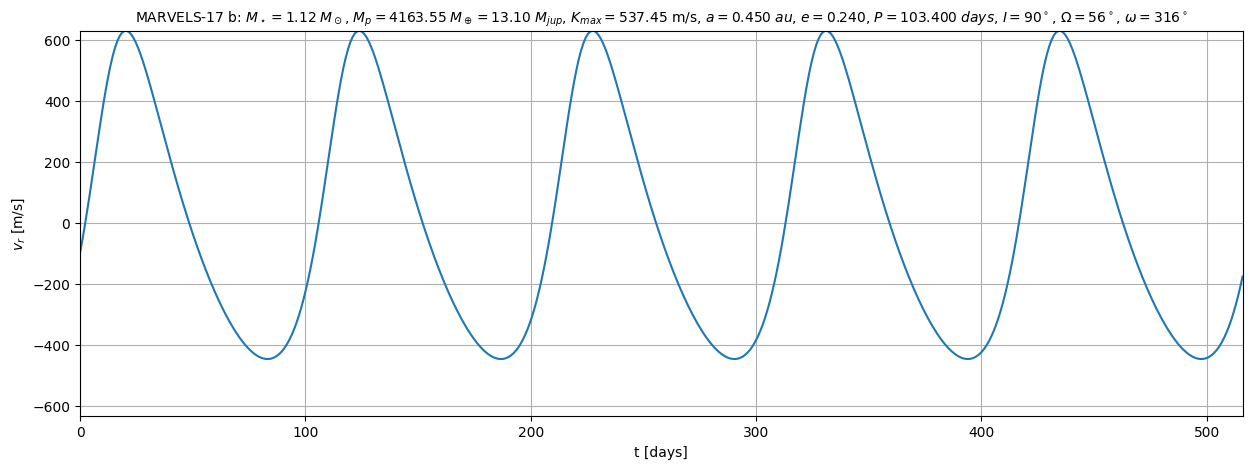 MARVELS-17 b: M⋆ = 1.12 M⊙, Mp = 4163.55 M⊕ = 13.10 Mjup, Kmax = 537.45 m/s, a = 0.450 au, e = 0.240, P = 103.400 days, I = 90°, Ω = 56°, ω = 316°
600
400
200
0
−200
−400
−600
vr [m/s]
0 100 200 300 400 500
t [days]